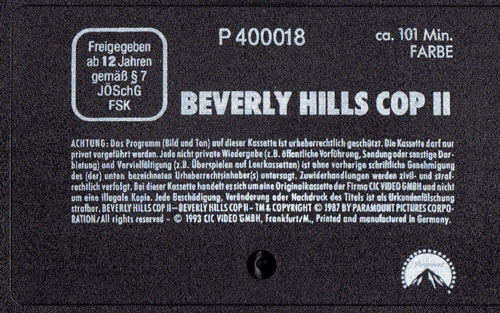 Freigegeben
ab 12 Jahren
gemäß § 7
JÖSchG
FSK
P 400018
ca. 101 Min.
FARBE
BEVERLY HILLS COP II
ACHTUNG: Das Programm (Bild und Ton) auf dieser Kassette ist urheberrechtlich geschützt. Die Kassette darf nur
privat vorgeführt werden. Jede nicht private Wiedergabe (z.B. öffentliche Vorführung, Sendung oder sonstige Dar-
bietung) und Vervielfältigung (z.B. Überspielen auf Leerkassetten) ist ohne vorherige schriftliche Genehmigung
des (der) unten bezeichneten Urheberrechtsinhaber(s) untersagt. Zuwiderhandlungen werden zivil- und straf-
rechtlich verfolgt. Bei dieser Kassette handelt es sich um eine Originalkassette der Firma CIC VIDEO GMBH und nicht
um eine illegale Kopie. Jede Beschädigung, Veränderung oder Nachdruck des Titels ist als Urkundenfälschung
strafbar. BEVERLY HILLS COP II—BEVERLY HILLS COP II – TM & COPYRIGHT © 1987 BY PARAMOUNT PICTURES CORPO-
RATION/All rights reserved – © 1993 CIC VIDEO GMBH, Frankfurt/M., Printed and manufactured in Germany.
Paramount